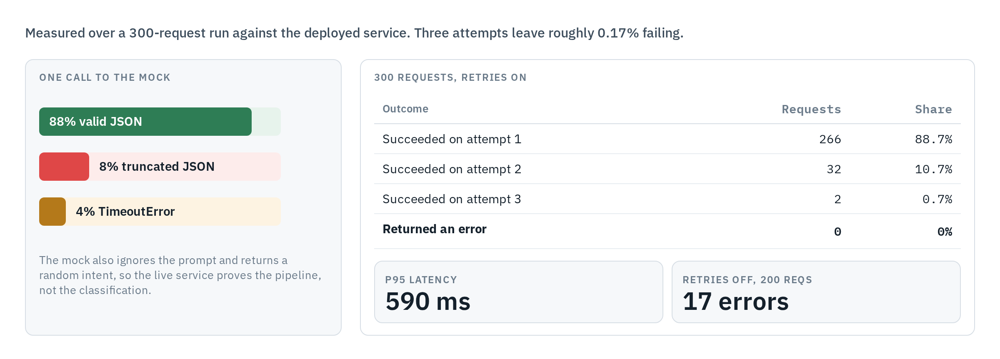 Measured over a 300-request run against the deployed service. Three attempts leave roughly 0.17% failing.
ONE CALL TO THE MOCK
88% valid JSON
8% truncated JSON
4% TimeoutError
The mock also ignores the prompt and returns a
random intent, so the live service proves the pipeline,
not the classification.
300 REQUESTS, RETRIES ON
Outcome Requests Share
Succeeded on attempt 1 266 88.7%
Succeeded on attempt 2 32 10.7%
Succeeded on attempt 3 2 0.7%
Returned an error 0 0%
P95 LATENCY
590 ms
RETRIES OFF, 200 REQS
17 errors